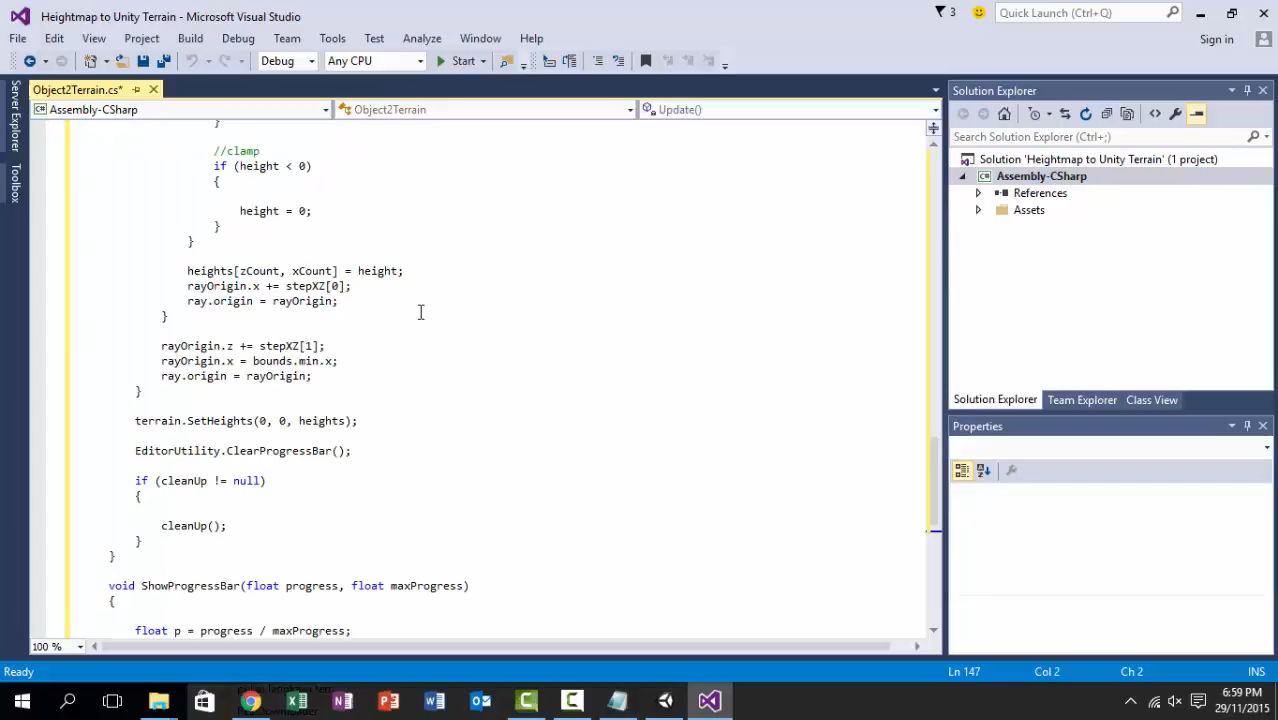 Heightmap to Unity Terrain - Microsoft Visual Studio
3
Quick Launch (Ctrl+Q)
File Edit View Project Build Debug Team Tools Test Analyze Window Help
Sign in
Debug Any CPU Start
Server Explorer
Toolbox
Object2Terrain.cs*
Assembly-CSharp Object2Terrain Update()
}
//clamp
if (height < 0)
{
height = 0;
}
}
heights[zCount, xCount] = height;
rayOrigin.x += stepXZ[0];
ray.origin = rayOrigin;
}
rayOrigin.z += stepXZ[1];
rayOrigin.x = bounds.min.x;
ray.origin = rayOrigin;
}
terrain.SetHeights(0, 0, heights);
EditorUtility.ClearProgressBar();
if (cleanUp != null)
{
cleanUp();
}
}
void ShowProgressBar(float progress, float maxProgress)
{
float p = progress / maxProgress;
100 %
Solution Explorer
Search Solution Explorer (Ctrl+;)
Solution 'Heightmap to Unity Terrain' (1 project)
Assembly-CSharp
References
Assets
Solution Explorer Team Explorer Class View
Properties
Ready Ln 147 Col 2 Ch 2 INS
6:59 PM
29/11/2015